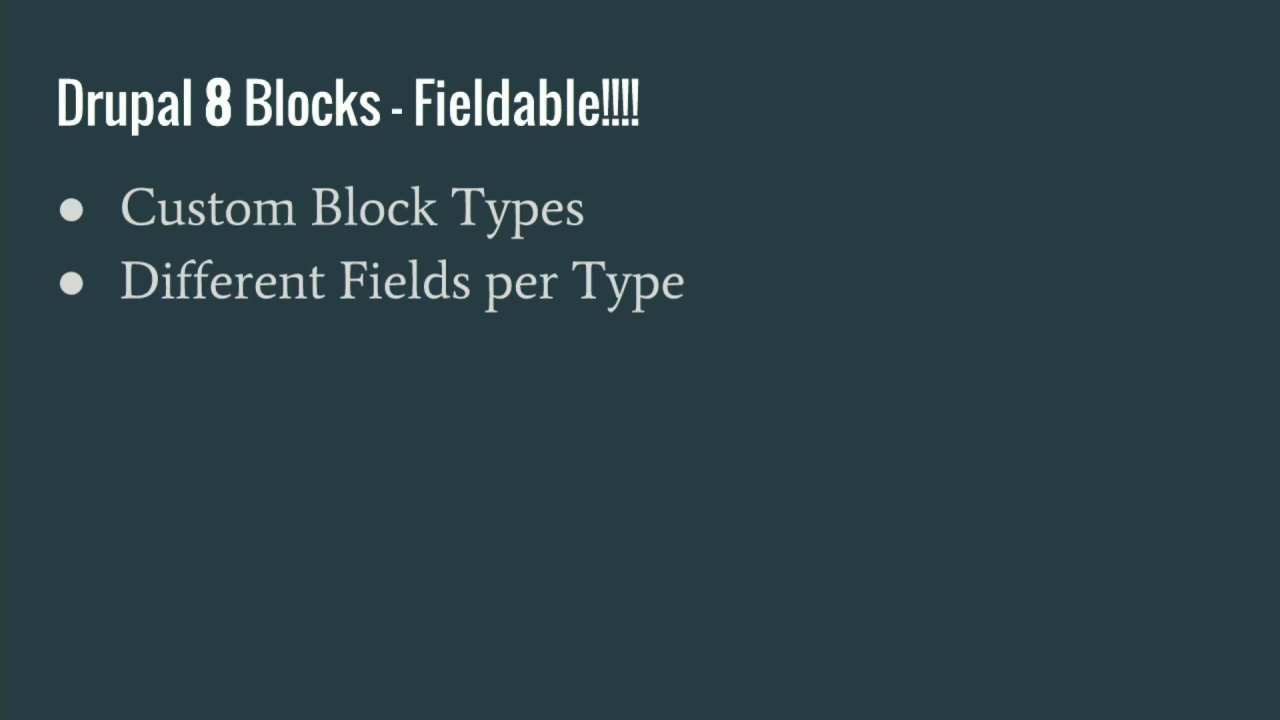 Drupal 8 Blocks - Fieldable!!!!
● Custom Block Types
● Different Fields per Type